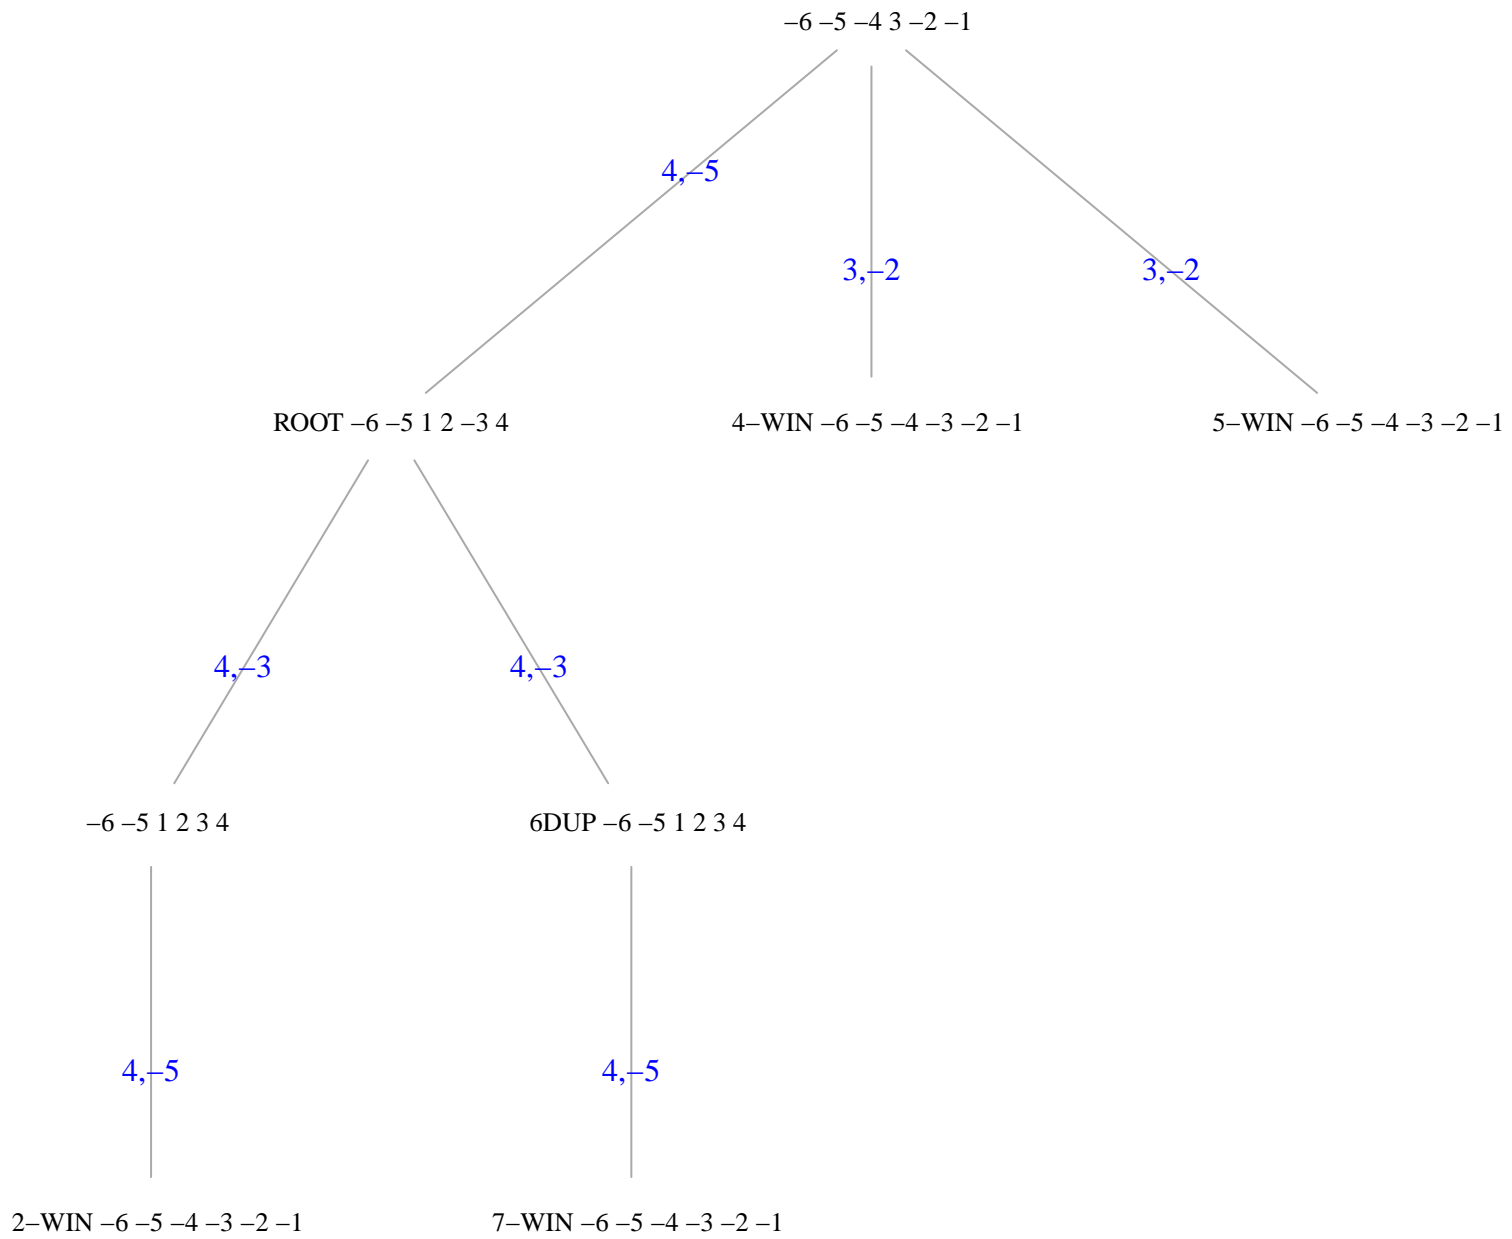 –6 –5 –4 3 –2 –1
4,–5
3,–2
3,–2
ROOT –6 –5 1 2 –3 4
4–WIN –6 –5 –4 –3 –2 –1
5–WIN –6 –5 –4 –3 –2 –1
4,–3
4,–3
–6 –5 1 2 3 4
6DUP –6 –5 1 2 3 4
4,–5
4,–5
2–WIN –6 –5 –4 –3 –2 –1
7–WIN –6 –5 –4 –3 –2 –1